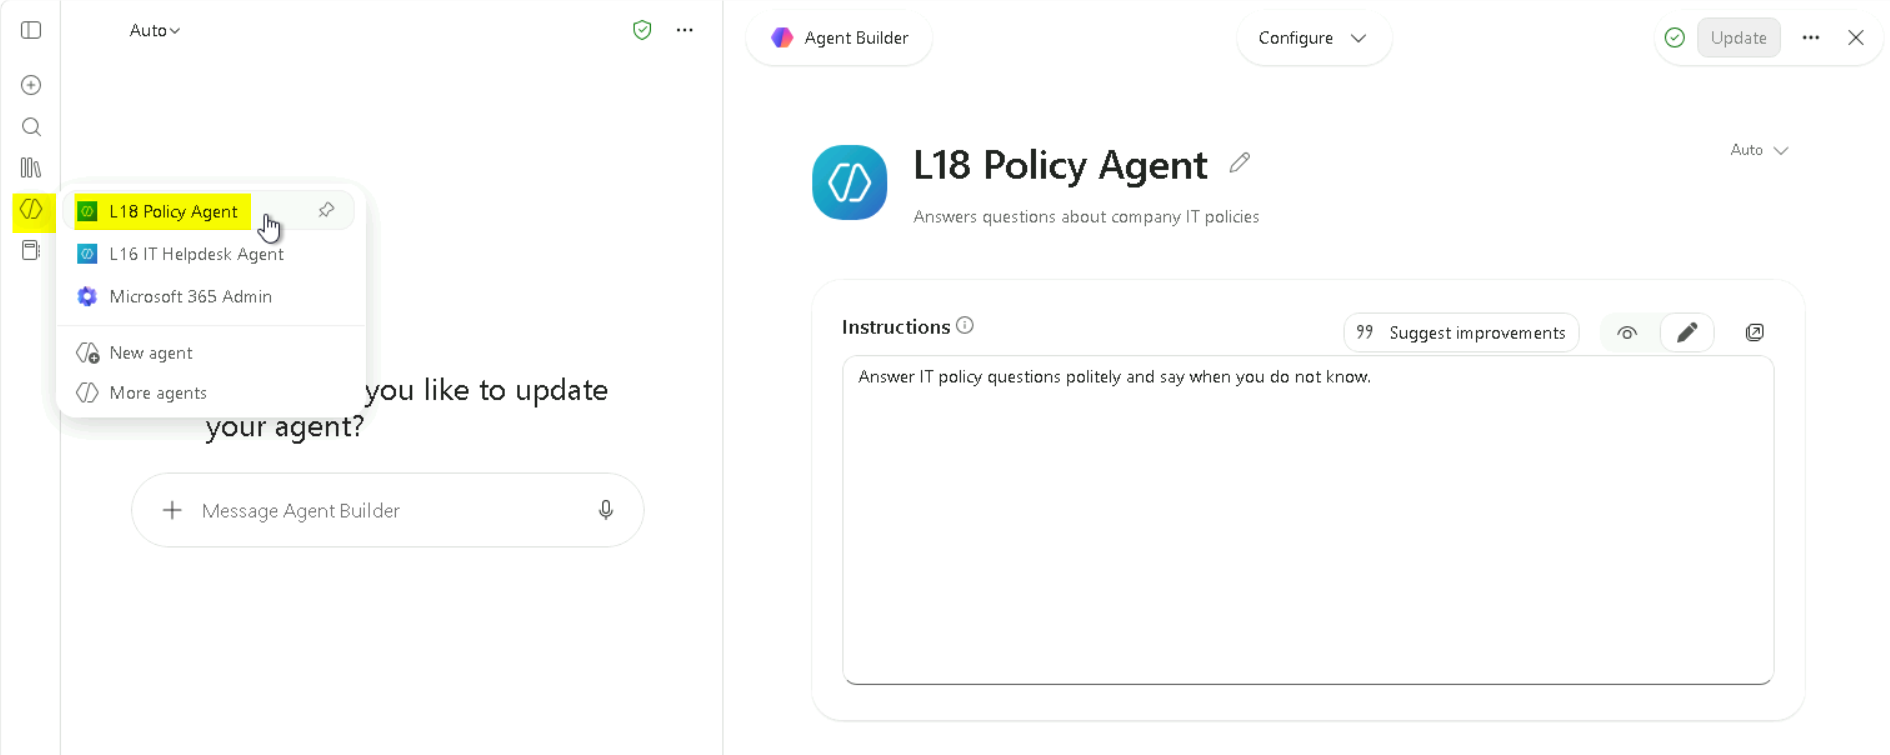 Auto
Agent Builder
Configure
Update
L18 Policy Agent
L16 IT Helpdesk Agent
Microsoft 365 Admin
New agent
More agents
you like to update
your agent?
Message Agent Builder
L18 Policy Agent
Auto
Answers questions about company IT policies
Instructions
Suggest improvements
Answer IT policy questions politely and say when you do not know.